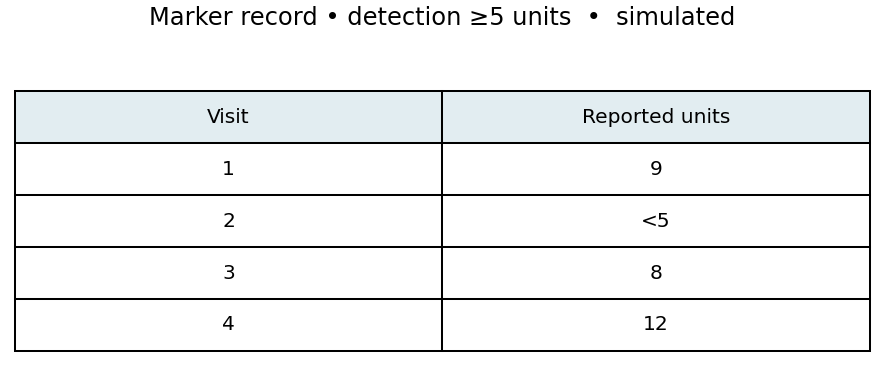 Marker record • detection ≥5 units • simulated
Visit Reported units
1 9
2 <5
3 8
4 12